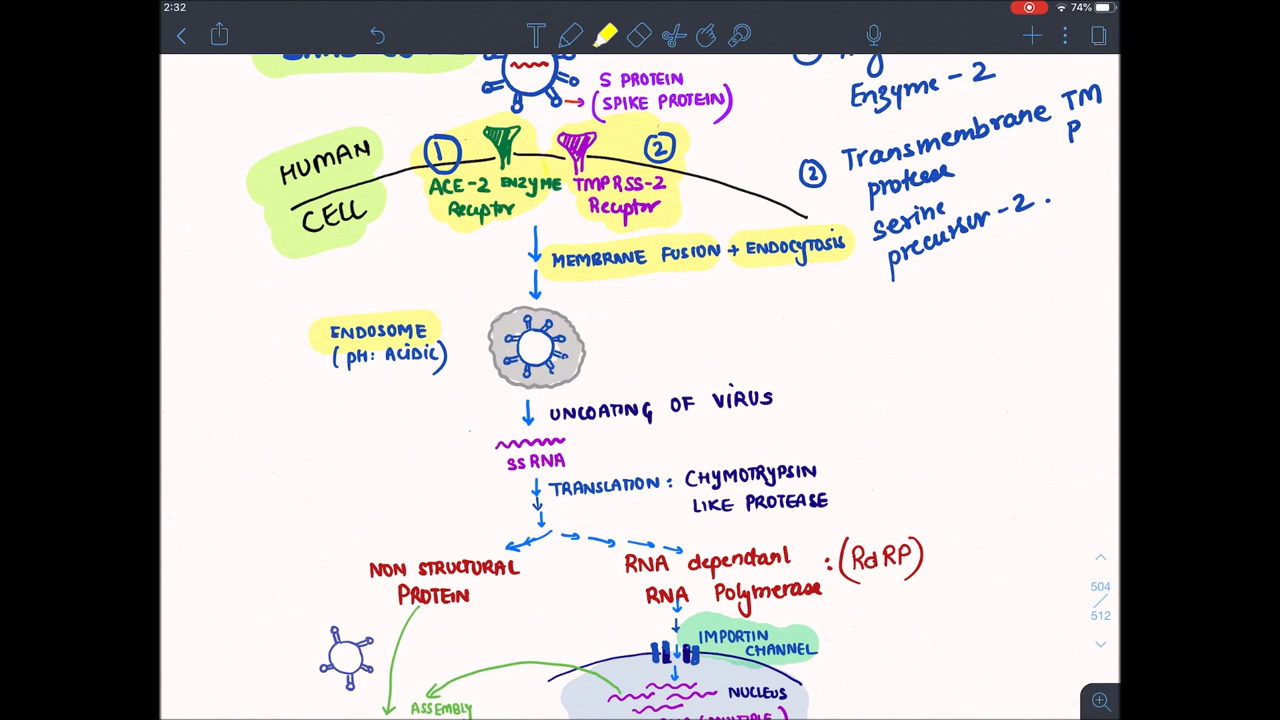 2:32
74%
T
S PROTEIN
(SPIKE PROTEIN)
Enzyme - 2
HUMAN
CELL
1
2
ACE-2 ENZYME
Receptor
TMPRSS-2
Receptor
2 Transmembrane TM
protease P
serine
precursor - 2.
MEMBRANE FUSION + ENDOCYTOSIS
ENDOSOME
(pH: ACIDIC)
UNCOATING OF VIRUS
SSRNA
TRANSLATION: CHYMOTRYPSIN
LIKE PROTEASE
NON STRUCTURAL
PROTEIN
RNA dependant : (RdRP)
RNA Polymerase
504
512
IMPORTIN
CHANNEL
NUCLEUS
ASSEMBLY